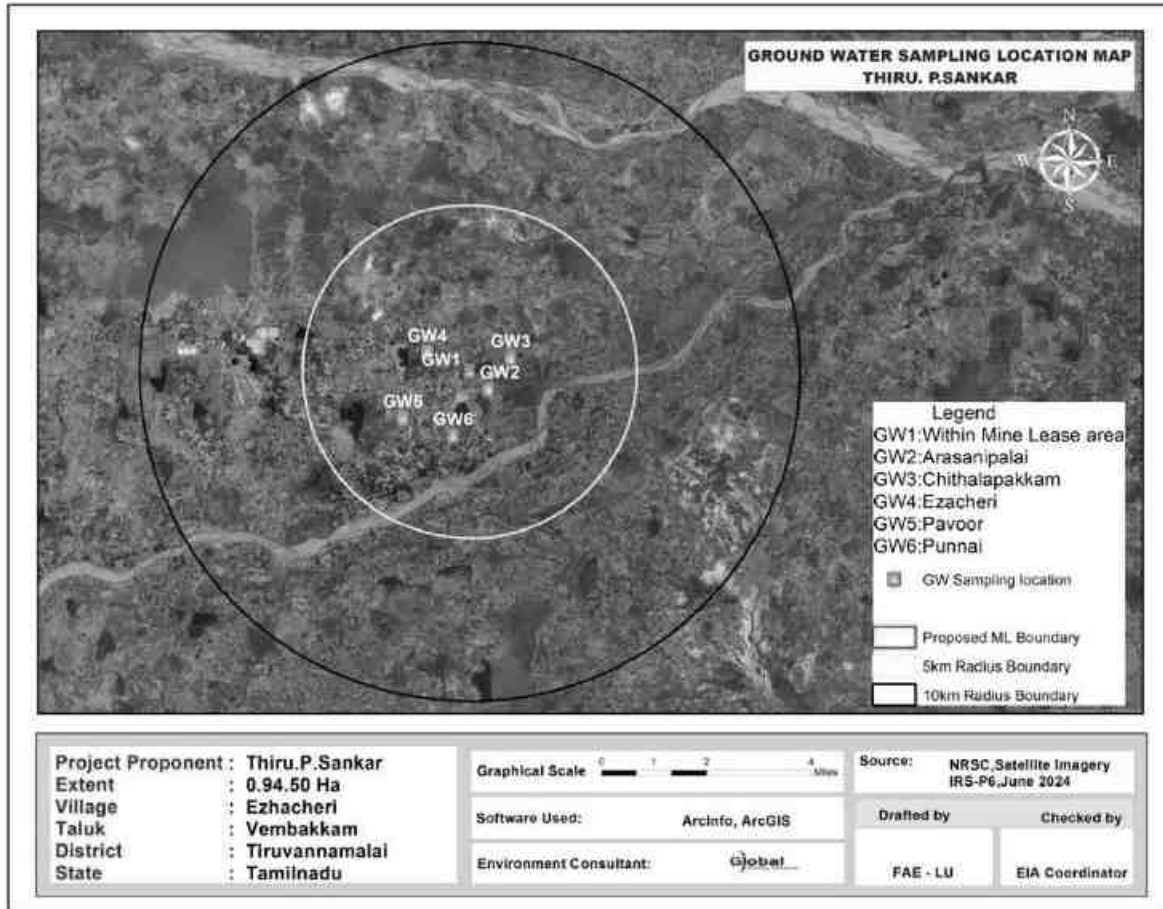 GROUND WATER SAMPLING LOCATION MAP
THIRU. P.SANKAR
N
W E
S
GW4
GW3
GW1
GW2
GW5
GW6
Legend
GW1:Within Mine Lease area
GW2:Arasanipalai
GW3:Chithalapakkam
GW4:Ezacheri
GW5:Pavoor
GW6:Punnai
GW Sampling location
Proposed ML Boundary
5km Radius Boundary
10km Radius Boundary
Project Proponent : Thiru.P.Sankar
Extent : 0.94.50 Ha
Village : Ezhacheri
Taluk : Vembakkam
District : Tiruvannamalai
State : Tamilnadu
Graphical Scale 0 1 2 4 Miles
Software Used: ArcInfo, ArcGIS
Environment Consultant: Global
Source: NRSC,Satellite Imagery
IRS-P6,June 2024
Drafted by Checked by
FAE - LU EIA Coordinator